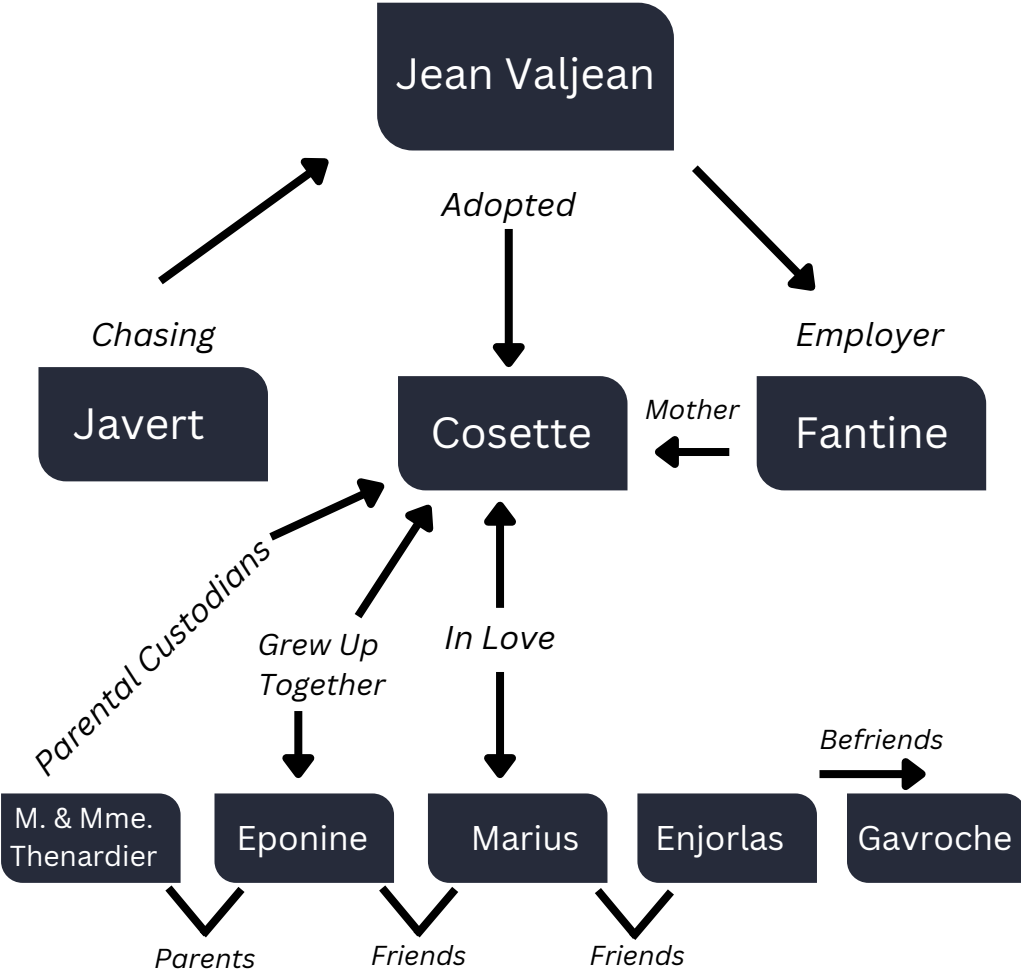 Jean Valjean
Adopted
Chasing
Employer
Javert
Cosette
Mother
Fantine
Parental Custodians
Grew Up
Together
In Love
Befriends
M. & Mme.
Thenardier
Eponine
Marius
Enjorlas
Gavroche
Parents
Friends
Friends